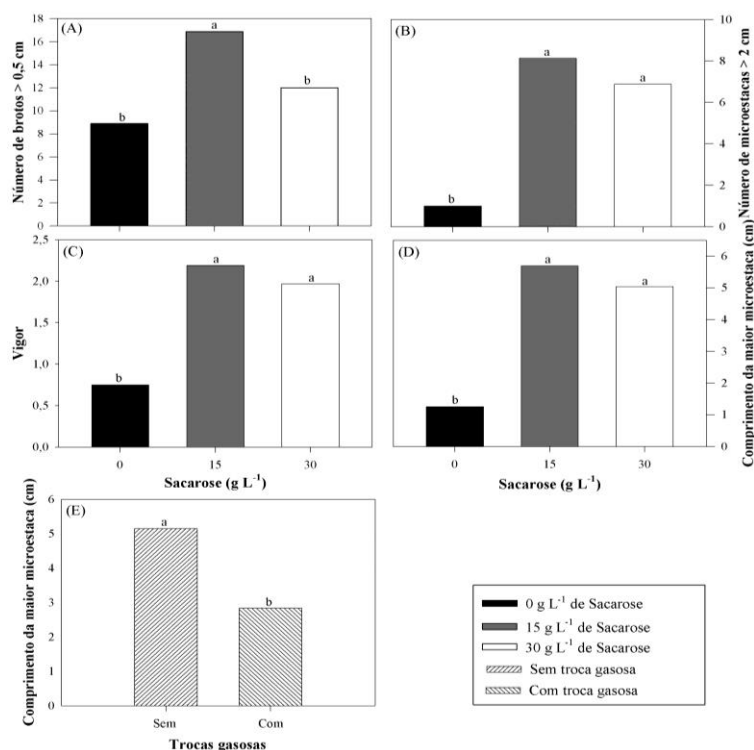 (A)
Número de brotos > 0,5 cm
18
16
14
12
10
8
6
4
2
0
b
a
b
(B)
Número de microestacas > 2 cm
10
8
6
4
2
0
b
a
a
(C)
Vigor
2,5
2,0
1,5
1,0
0,5
0,0
b
a
a
0
15
30
Sacarose (g L-1)
(D)
Comprimento da maior microestaca (cm)
6
5
4
3
2
1
0
b
a
a
0
15
30
Sacarose (g L-1)
(E)
Comprimento da maior microestaca (cm)
6
5
4
3
2
1
0
a
b
Sem
Com
Trocas gasosas
0 g L-1 de Sacarose
15 g L-1 de Sacarose
30 g L-1 de Sacarose
Sem troca gasosa
Com troca gasosa